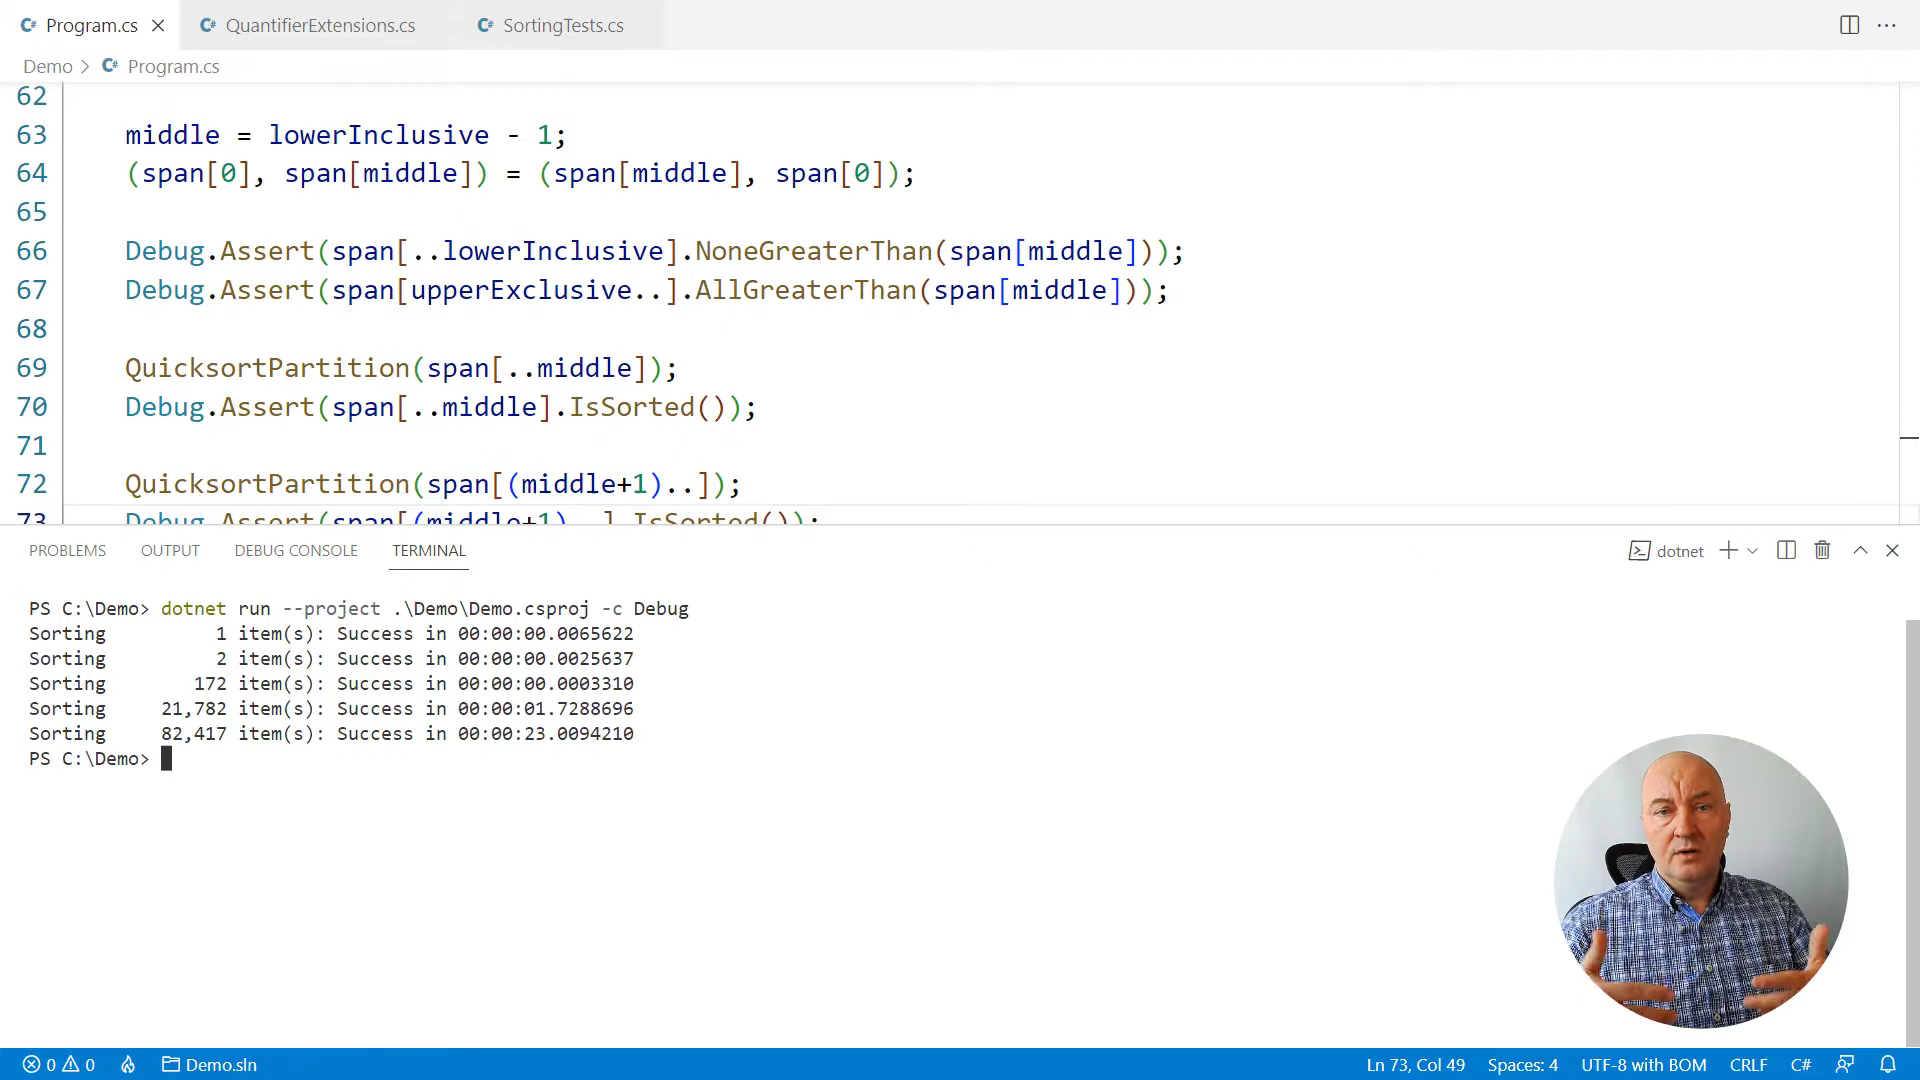 C# Program.cs
C# QuantifierExtensions.cs
C# SortingTests.cs
Demo > C# Program.cs
62
63 middle = lowerInclusive - 1;
64 (span[0], span[middle]) = (span[middle], span[0]);
65
66 Debug.Assert(span[..lowerInclusive].NoneGreaterThan(span[middle]));
67 Debug.Assert(span[upperExclusive..].AllGreaterThan(span[middle]));
68
69 QuicksortPartition(span[..middle]);
70 Debug.Assert(span[..middle].IsSorted());
71
72 QuicksortPartition(span[(middle+1)..]);
73 Debug.Assert(span[(middle+1)..].IsSorted());
PROBLEMS OUTPUT DEBUG CONSOLE TERMINAL
dotnet
PS C:\Demo> dotnet run --project .\Demo\Demo.csproj -c Debug
Sorting 1 item(s): Success in 00:00:00.0065622
Sorting 2 item(s): Success in 00:00:00.0025637
Sorting 172 item(s): Success in 00:00:00.0003310
Sorting 21,782 item(s): Success in 00:00:01.7288696
Sorting 82,417 item(s): Success in 00:00:23.0094210
PS C:\Demo>
0 0 Demo.sln
Ln 73, Col 49 Spaces: 4 UTF-8 with BOM CRLF C#